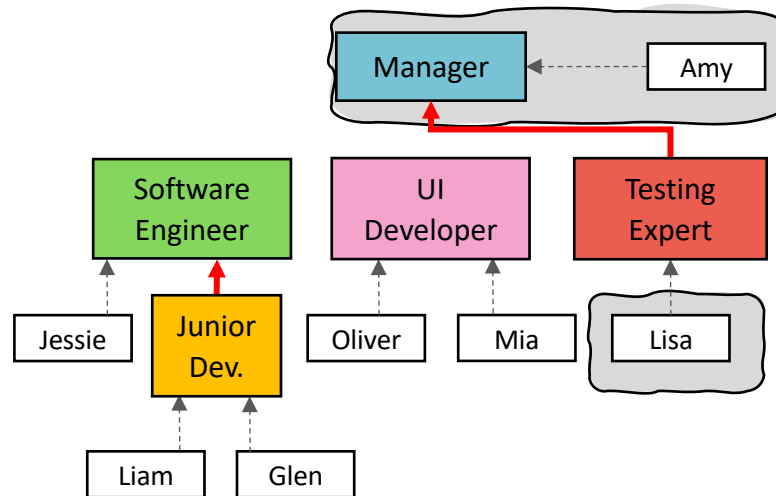 Manager
Amy
Software
Engineer
UI
Developer
Testing
Expert
Jessie
Junior
Dev.
Oliver
Mia
Lisa
Liam
Glen